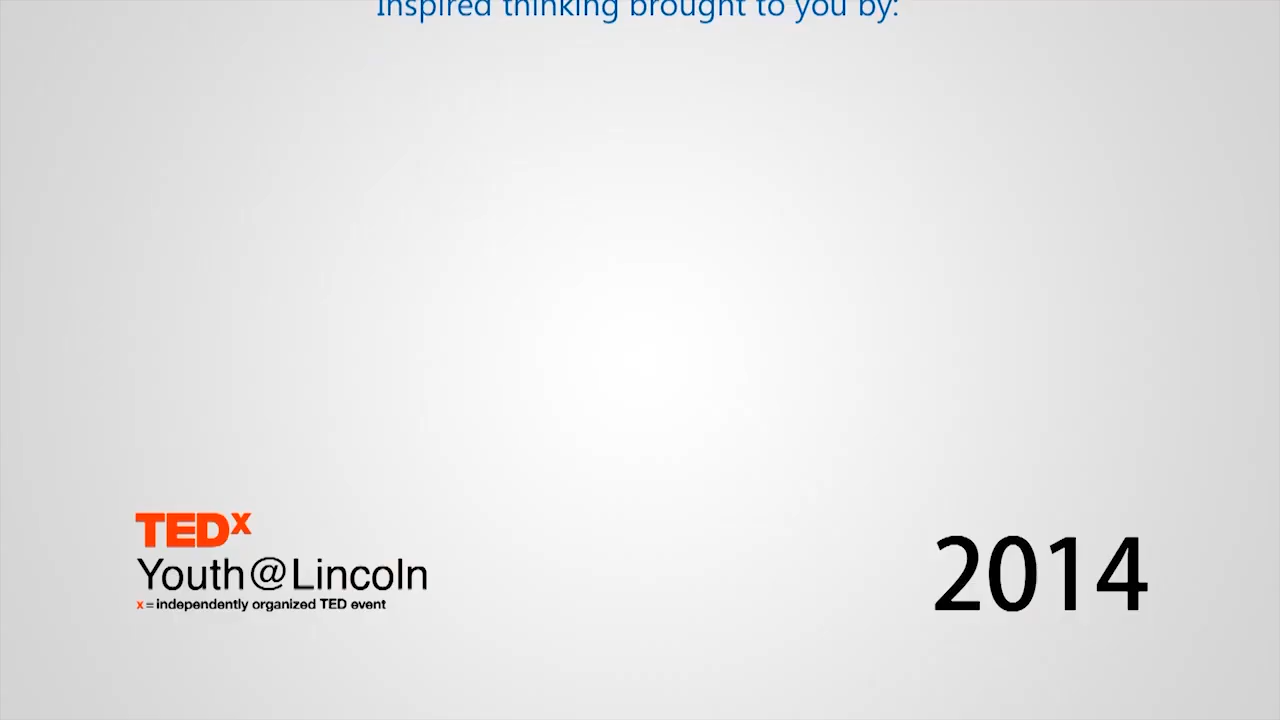 Inspired thinking brought to you by:
TEDx
Youth@Lincoln
x = independently organized TED event
2014